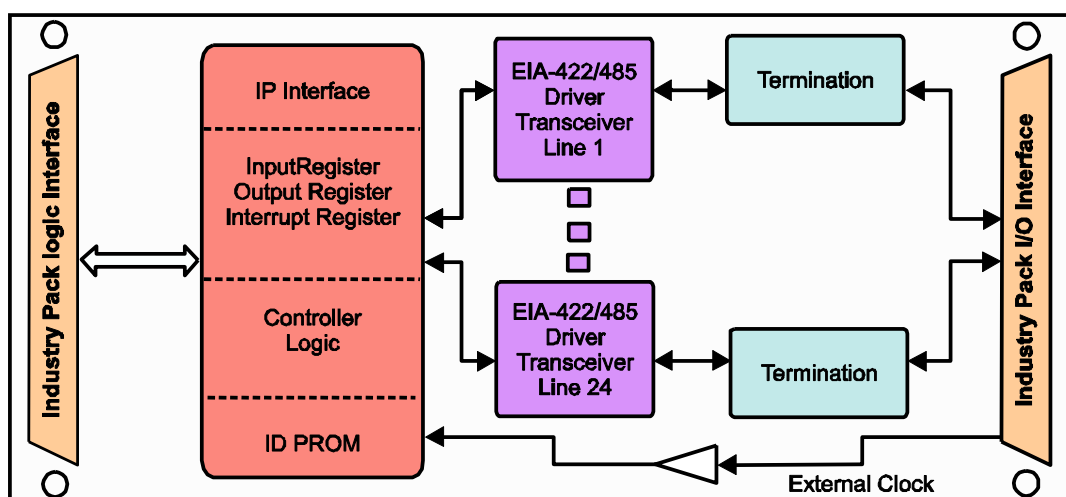 Industry Pack logic Interface
IP Interface
InputRegister
Output Register
Interrupt Register
Controller
Logic
ID PROM
EIA-422/485
Driver
Transceiver
Line 1
EIA-422/485
Driver
Transceiver
Line 24
Termination
Termination
External Clock
Industry Pack I/O Interface